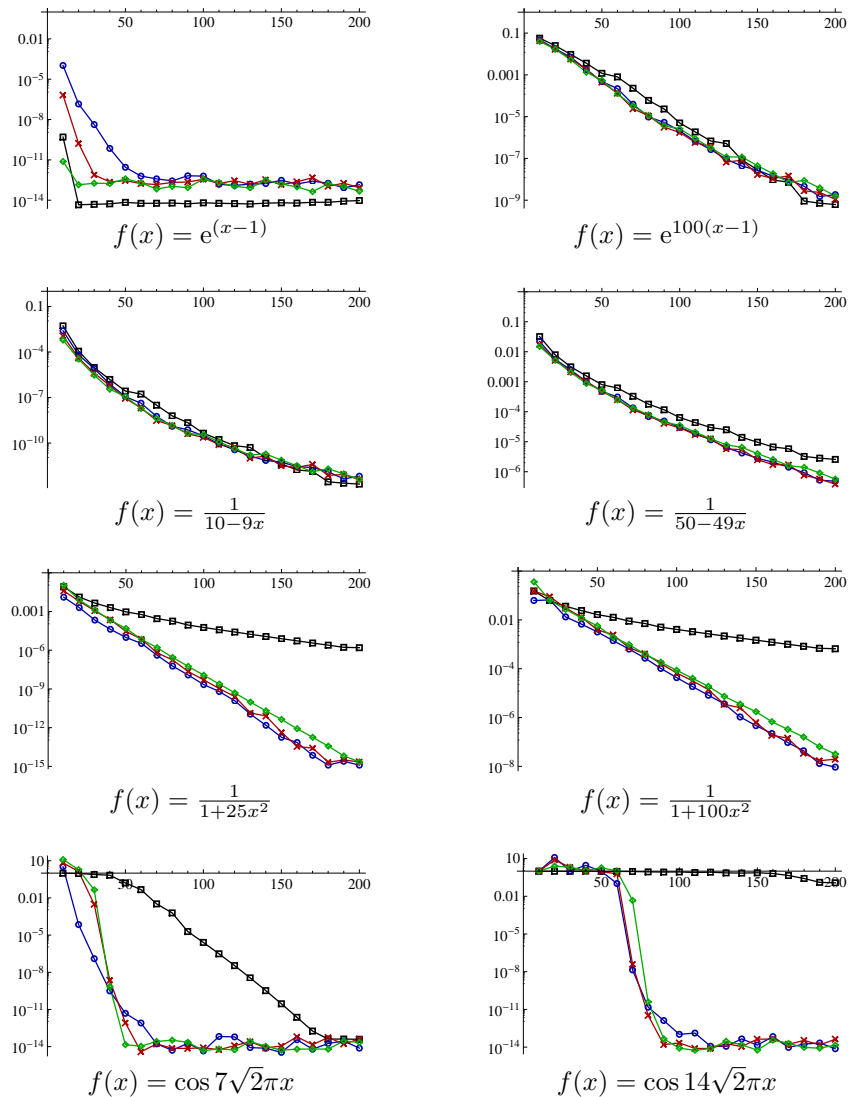 50 100 150 200
0.01
10^{-5}
10^{-8}
10^{-11}
10^{-14}
f(x) = e^{(x-1)}
50 100 150 200
0.1
0.001
10^{-5}
10^{-7}
10^{-9}
f(x) = e^{100(x-1)}
50 100 150 200
0.1
10^{-4}
10^{-7}
10^{-10}
f(x) = \frac{1}{10-9x}
50 100 150 200
0.1
0.01
0.001
10^{-4}
10^{-5}
10^{-6}
f(x) = \frac{1}{50-49x}
50 100 150 200
0.001
10^{-6}
10^{-9}
10^{-12}
10^{-15}
f(x) = \frac{1}{1+25x^2}
50 100 150 200
0.01
10^{-4}
10^{-6}
10^{-8}
f(x) = \frac{1}{1+100x^2}
10
50 100 150 200
0.01
10^{-5}
10^{-8}
10^{-11}
10^{-14}
f(x) = cos 7√2πx
10
50 100 150 200
0.01
10^{-5}
10^{-8}
10^{-11}
10^{-14}
f(x) = cos 14√2πx